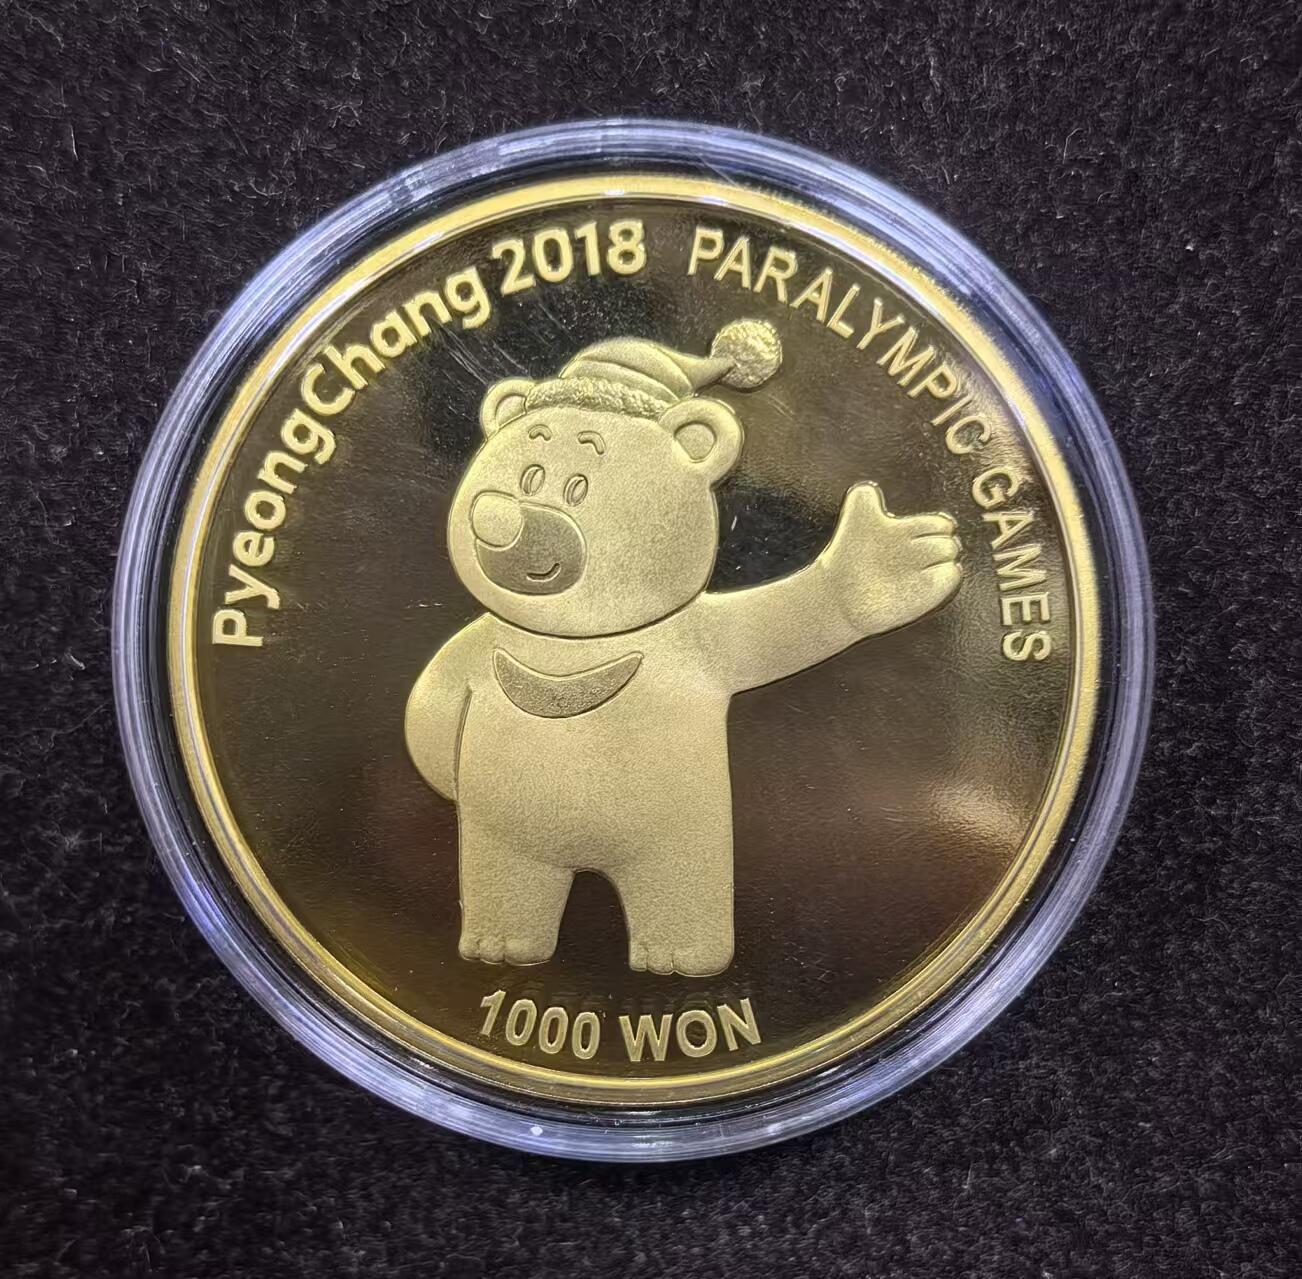 PyeongChang 2018 PARALYMPIC GAMES
1000 WON